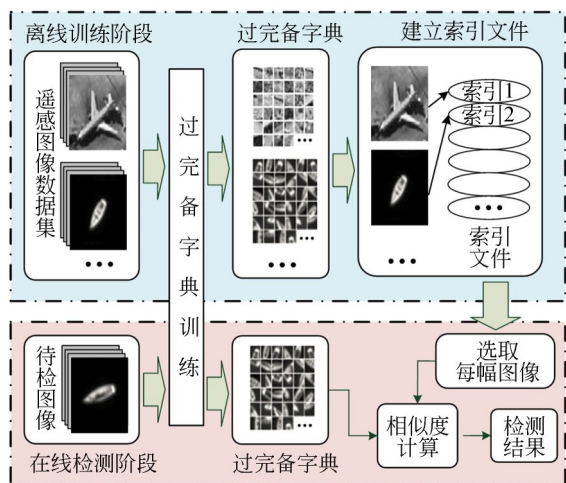 离线训练阶段
过完备字典
建立索引文件
遥感图像数据集
过完备字典训练
索引1
索引2
索引
文件
待检图像
选取
每幅图像
相似度
计算
检测
结果
在线检测阶段
过完备字典